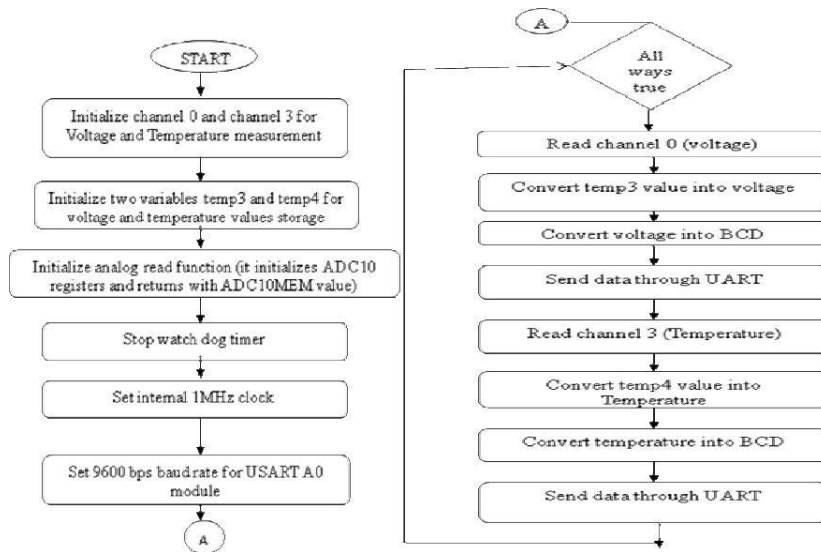 START
Initialize channel 0 and channel 3 for
Voltage and Temperature measurement
Initialize two variables temp3 and temp4 for
voltage and temperature values storage
Initialize analog read function (it initializes ADC10
registers and returns with ADC10MEM value)
Stop watch dog timer
Set internal 1MHz clock
Set 9600 bps baud rate for USART A0
module
A
A
All
ways
true
Read channel 0 (voltage)
Convert temp3 value into voltage
Convert voltage into BCD
Send data through UART
Read channel 3 (Temperature)
Convert temp4 value into
Temperature
Convert temperature into BCD
Send data through UART